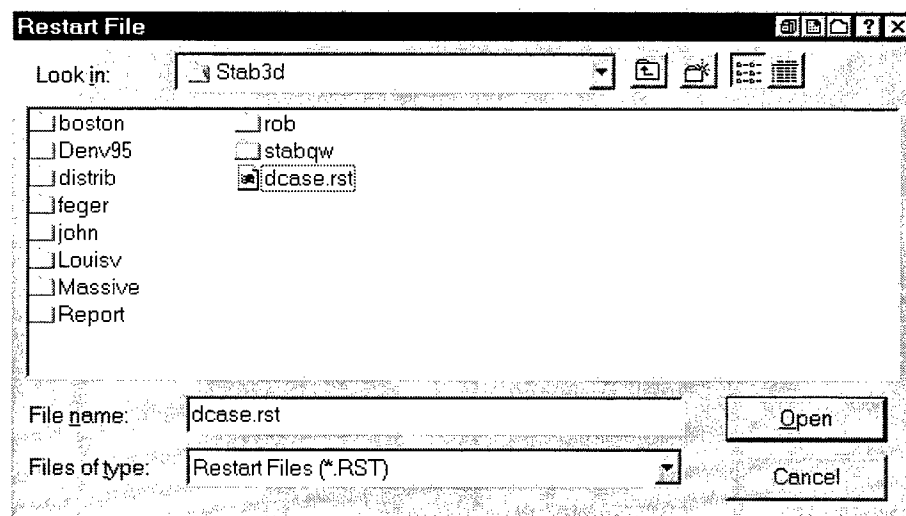 Restart File
Look in: Stab3d
boston
Denv95
distrib
feger
john
Louisv
Massive
Report
rob
stabqw
dcase.rst
File name: dcase.rst
Open
Files of type: Restart Files (*.RST)
Cancel